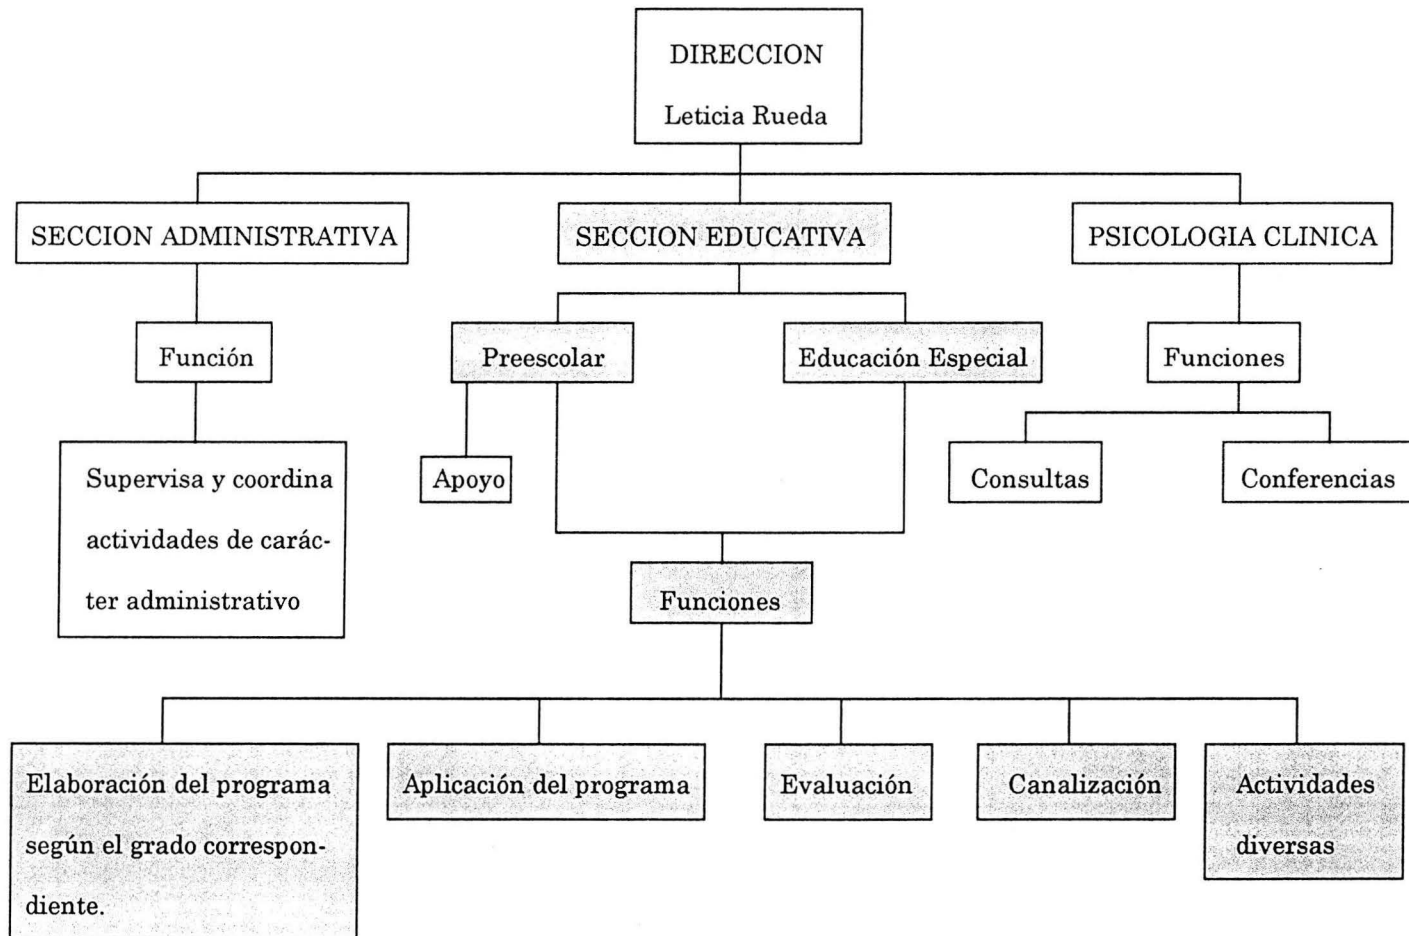 DIRECCION
Leticia Rueda
SECCION ADMINISTRATIVA
SECCION EDUCATIVA
PSICOLOGIA CLINICA
Función
Preescolar
Educación Especial
Funciones
Supervisa y coordina
actividades de carác-
ter administrativo
Apoyo
Consultas
Conferencias
Funciones
Elaboración del programa
según el grado correspon-
diente.
Aplicación del programa
Evaluación
Canalización
Actividades
diversas